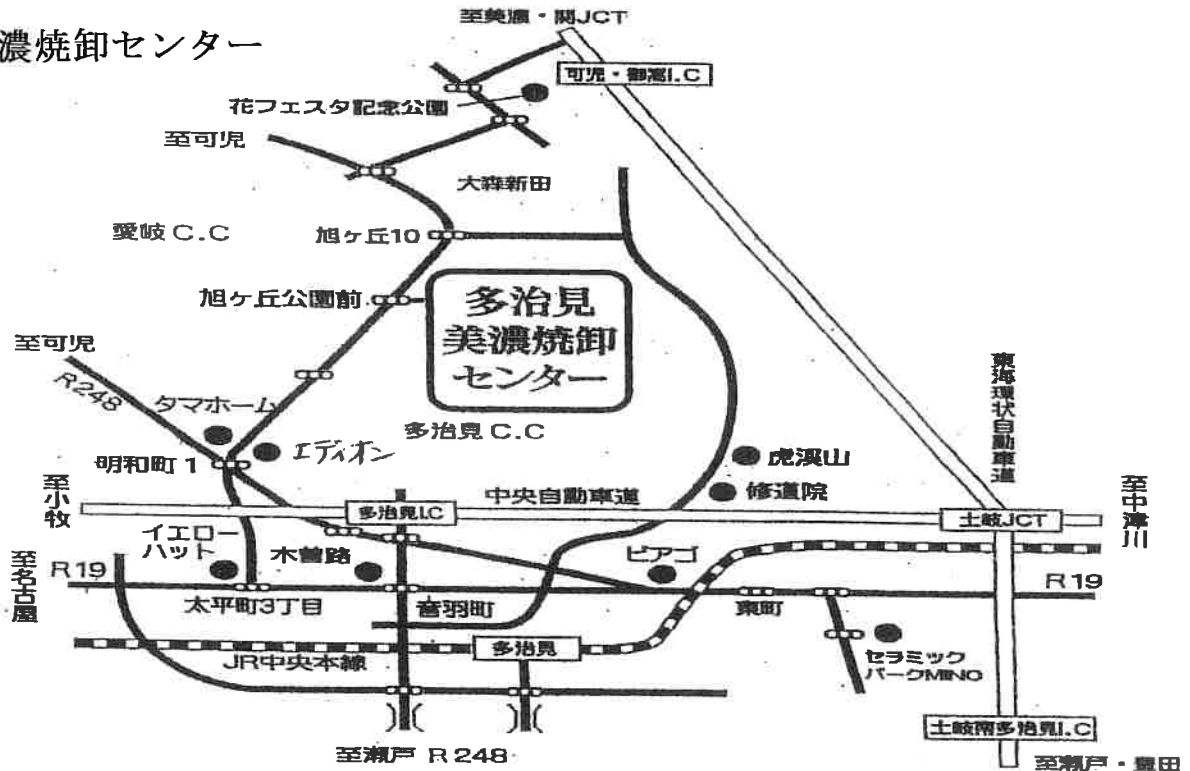 至美濃・関JCT
濃焼卸センター
可児・御嵩I.C
花フェスタ記念公園
至可児
大森新田
愛岐C.C
旭ヶ丘10
旭ヶ丘公園前
多治見
美濃焼卸
センター
至可児
R248
タマホーム
エディオン
多治見C.C
東海環状自動車道
明和町1
虎渓山
修道院
至小牧
中央自動車道
多治見I.C
土岐JCT
至中津川
イエロー
ハット
木曽路
ピアゴ
至名古屋
R19
R19
太平町3丁目
音羽町
東町
多治見
JR中央本線
セラミック
パークMINO
土岐南多治見I.C
至瀬戸 R248
至瀬戸・豊田